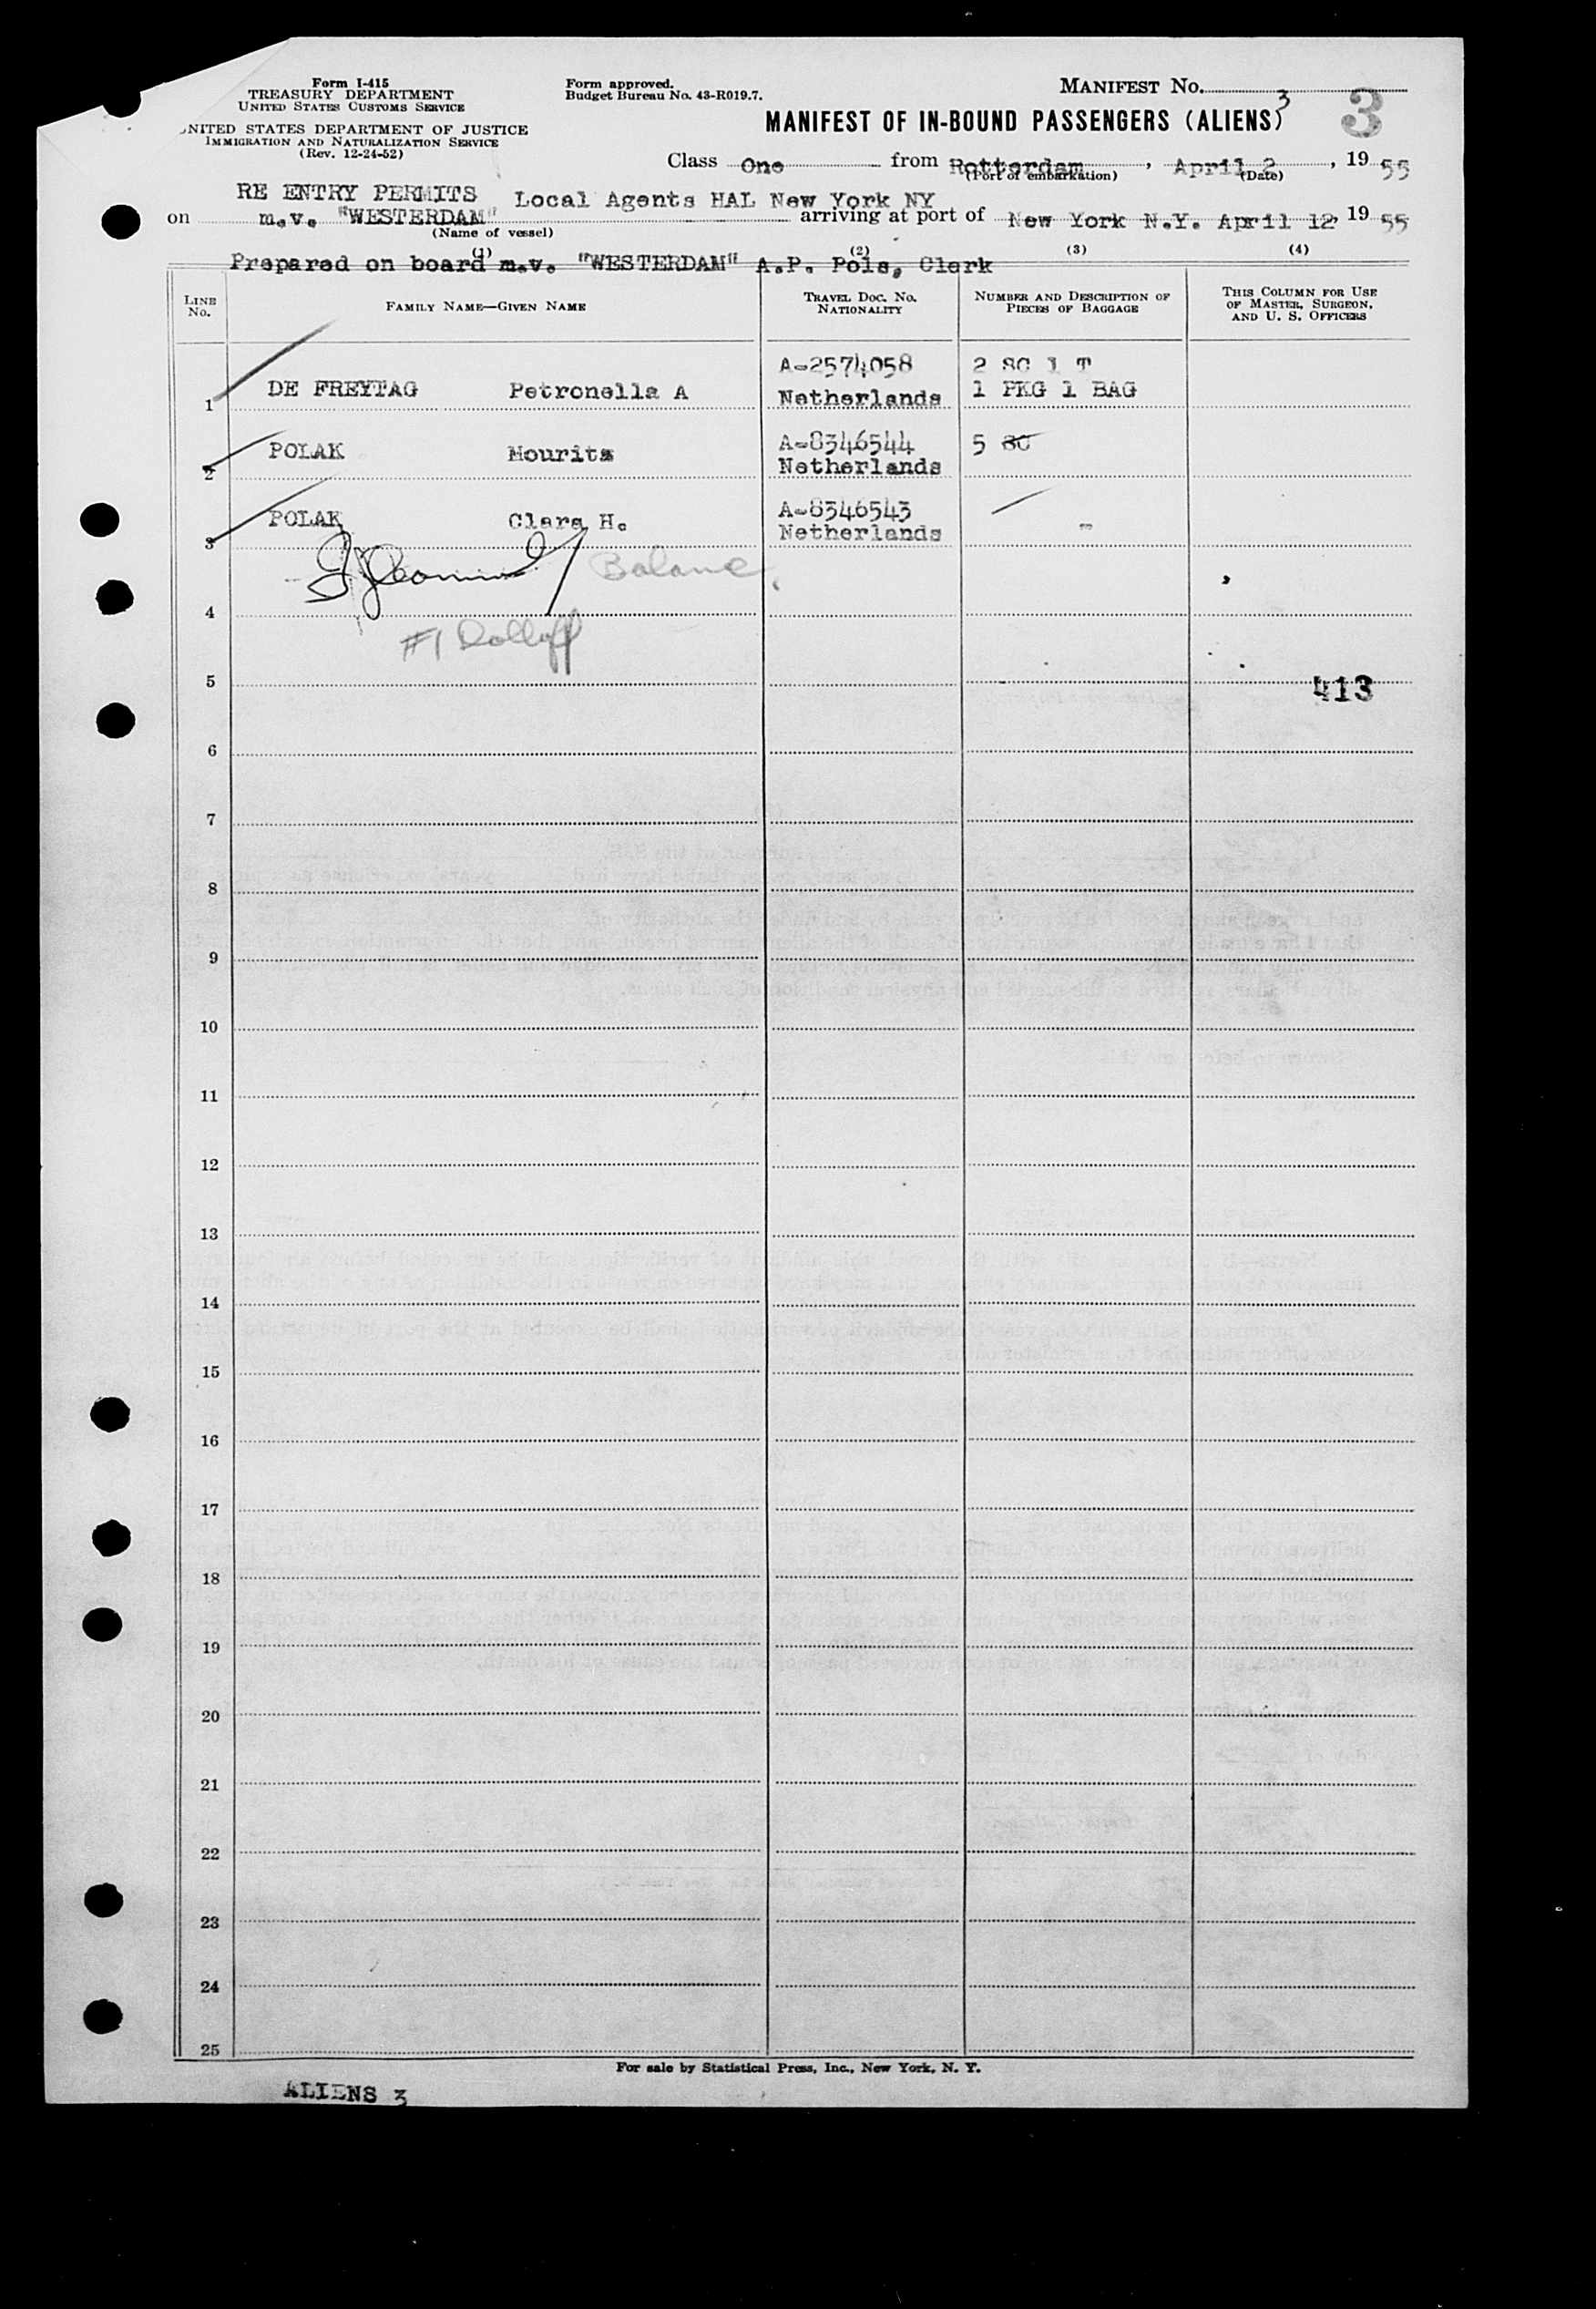 Form I-415
TREASURY DEPARTMENT
UNITED STATES CUSTOMS SERVICE
UNITED STATES DEPARTMENT OF JUSTICE
IMMIGRATION AND NATURALIZATION SERVICE
(Rev. 12-24-52)
Form approved.
Budget Bureau No. 43-R019.7.
MANIFEST No.
3
MANIFEST OF IN-BOUND PASSENGERS (ALIENS) 3
Class One from Rotterdam, April 2, 1955
(Port of embarkation) (Date)
RE ENTRY PERMITS Local Agents HAL New York NY
on m.v. "WESTERDAM" arriving at port of New York N.Y. April 12, 1955
(Name of vessel)
(1) (2) (3) (4)
Prepared on board m.v. "WESTERDAM" A.P. Pols, Clerk
LINE No. FAMILY NAME—GIVEN NAME TRAVEL DOC. No. NATIONALITY NUMBER AND DESCRIPTION OF PIECES OF BAGGAGE THIS COLUMN FOR USE OF MASTER, SURGEON, AND U. S. OFFICERS
A-2574058 2 SC 1 T
1 DE FREYTAG Petronella A Netherlands 1 PKG 1 BAG
2 POLAK Mourits A-8346544 5 SC
Netherlands
3 POLAK Clara H. A-8346543
Netherlands "
Balance
4
#1 Dolloff
5
413
6
7
8
9
10
11
12
13
14
15
16
17
18
19
20
21
22
23
24
25
For sale by Statistical Press, Inc., New York, N. Y.
ALIENS 3